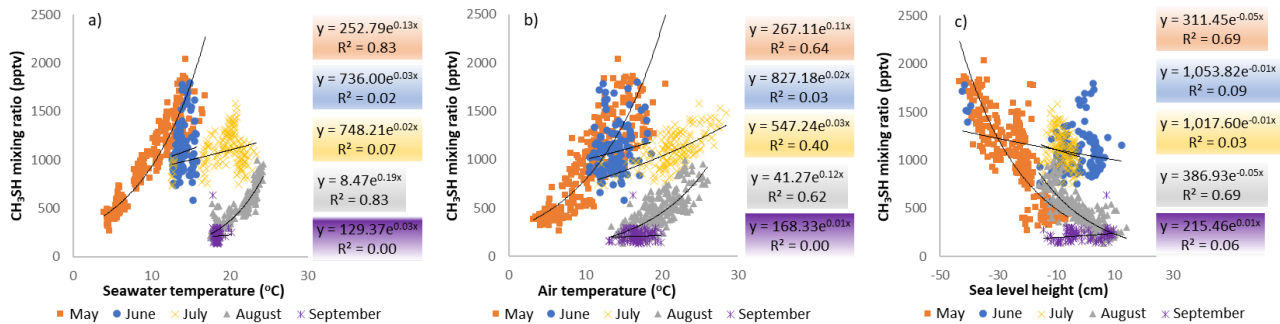 a)
CH₃SH mixing ratio (pptv)
2500
2000
1500
1000
500
0
0
10
20
30
Seawater temperature (°C)
y = 252.79e^0.13x
R² = 0.83
y = 736.00e^0.03x
R² = 0.02
y = 748.21e^0.02x
R² = 0.07
y = 8.47e^0.19x
R² = 0.83
y = 129.37e^0.03x
R² = 0.00
May June July August September
b)
CH₃SH mixing ratio (pptv)
2500
2000
1500
1000
500
0
0
10
20
30
Air temperature (°C)
y = 267.11e^0.11x
R² = 0.64
y = 827.18e^0.02x
R² = 0.03
y = 547.24e^0.03x
R² = 0.40
y = 41.27e^0.12x
R² = 0.62
y = 168.33e^0.01x
R² = 0.00
May June July August September
c)
CH₃SH mixing ratio (pptv)
2500
2000
1500
1000
500
0
-50
-30
-10
10
30
Sea level height (cm)
y = 311.45e^-0.05x
R² = 0.69
y = 1,053.82e^-0.01x
R² = 0.09
y = 1,017.60e^-0.01x
R² = 0.03
y = 386.93e^-0.05x
R² = 0.69
y = 215.46e^0.01x
R² = 0.06
May June July August September